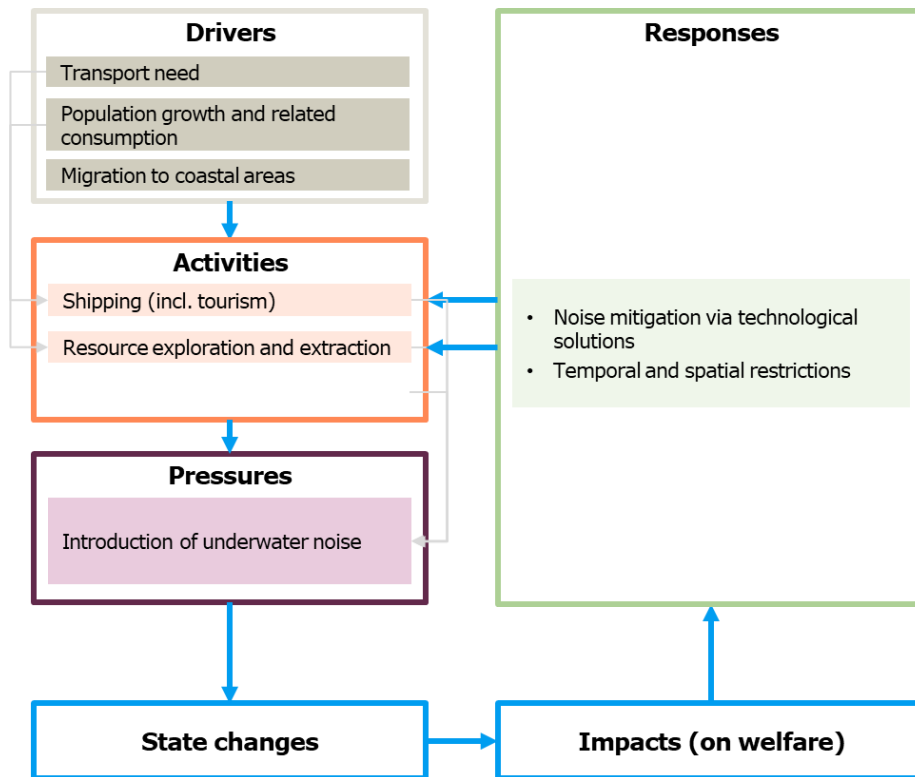 Drivers
Transport need
Population growth and related
consumption
Migration to coastal areas
Activities
Shipping (incl. tourism)
Resource exploration and extraction
Pressures
Introduction of underwater noise
State changes
Responses
• Noise mitigation via technological
solutions
• Temporal and spatial restrictions
Impacts (on welfare)